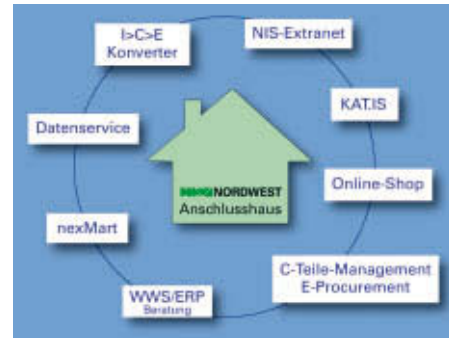 I>C>E
Konverter
NIS-Extranet
KAT.IS
Datenservice
Online-Shop
NORDWEST
Anschlusshaus
nexMart
C-Teile-Management
E-Procurement
WWS/ERP
Beratung